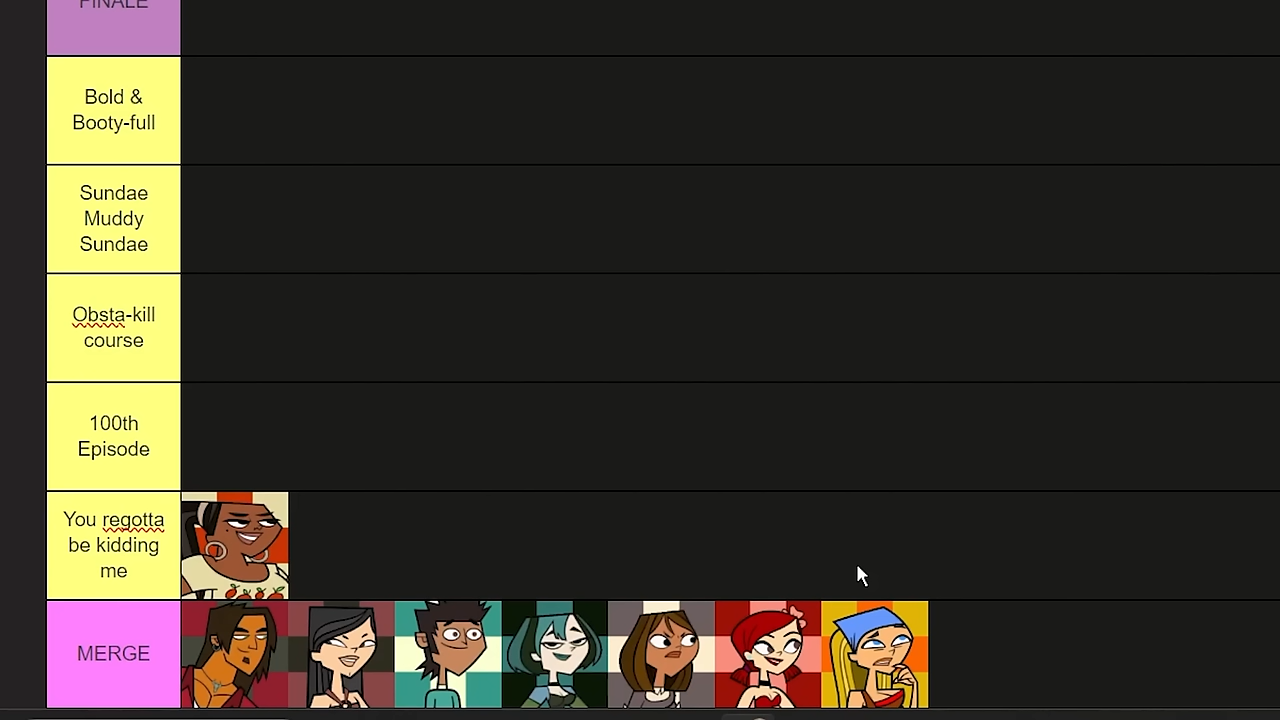 FINALE
Bold &
Booty-full
Sundae
Muddy
Sundae
Obsta-kill
course
100th
Episode
You regotta
be kidding
me
MERGE